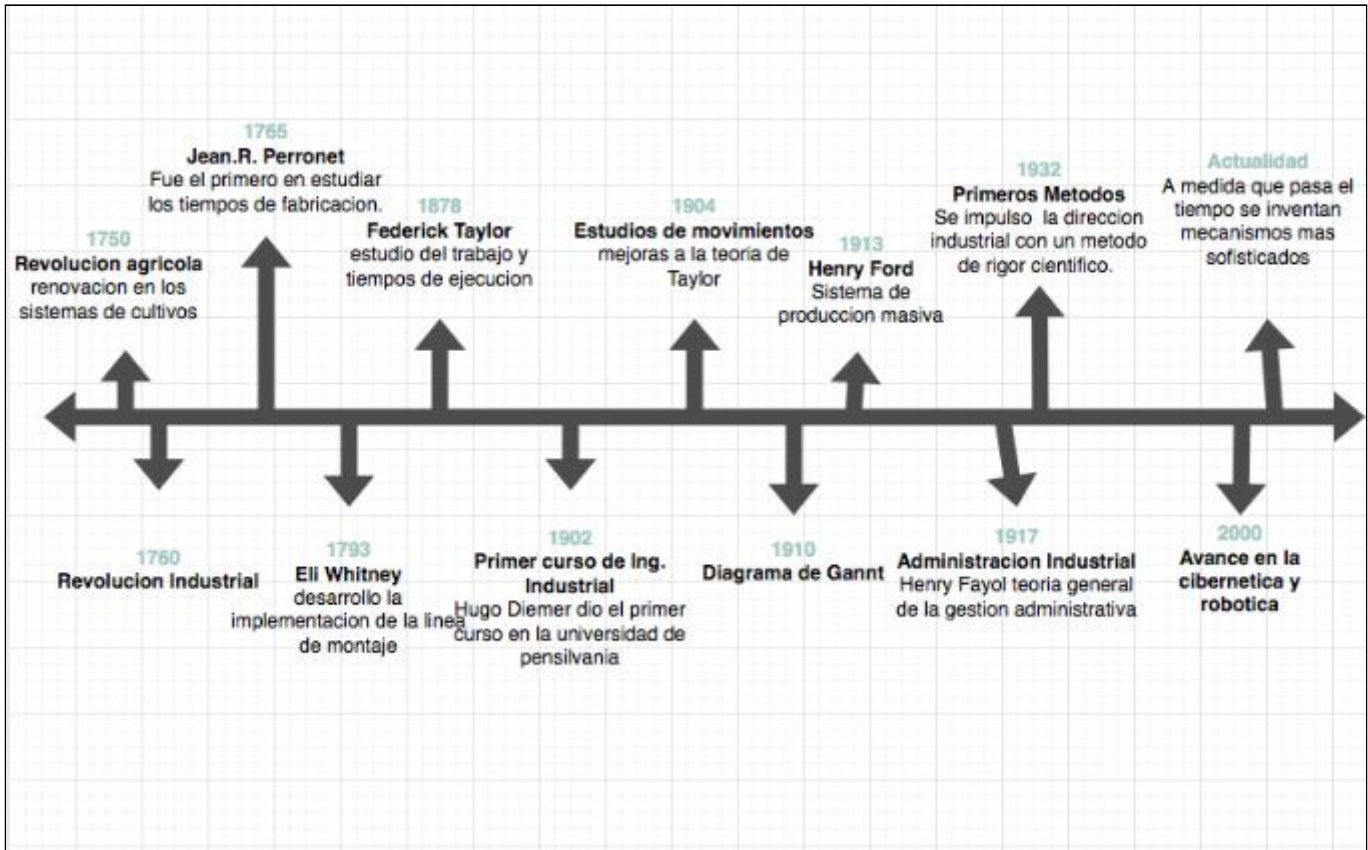 1750
Revolucion agricola
renovacion en los
sistemas de cultivos
1765
Jean.R. Perronet
Fue el primero en estudiar
los tiempos de fabricacion.
1878
Federick Taylor
estudio del trabajo y
tiempos de ejecucion
1904
Estudios de movimientos
mejoras a la teoria de
Taylor
1913
Henry Ford
Sistema de
produccion masiva
1932
Primeros Metodos
Se impulso la direccion
industrial con un metodo
de rigor cientifico.
Actualidad
A medida que pasa el
tiempo se inventan
mecanismos mas
sofisticados
1760
Revolucion Industrial
1793
Eli Whitney
desarrollo la
implementacion de la linea
de montaje
1902
Primer curso de Ing.
Industrial
Hugo Diemer dio el primer
curso en la universidad de
pensilvania
1910
Diagrama de Gannt
1917
Administracion Industrial
Henry Fayol teoria general
de la gestion administrativa
2000
Avance en la
cibernetica y
robotica